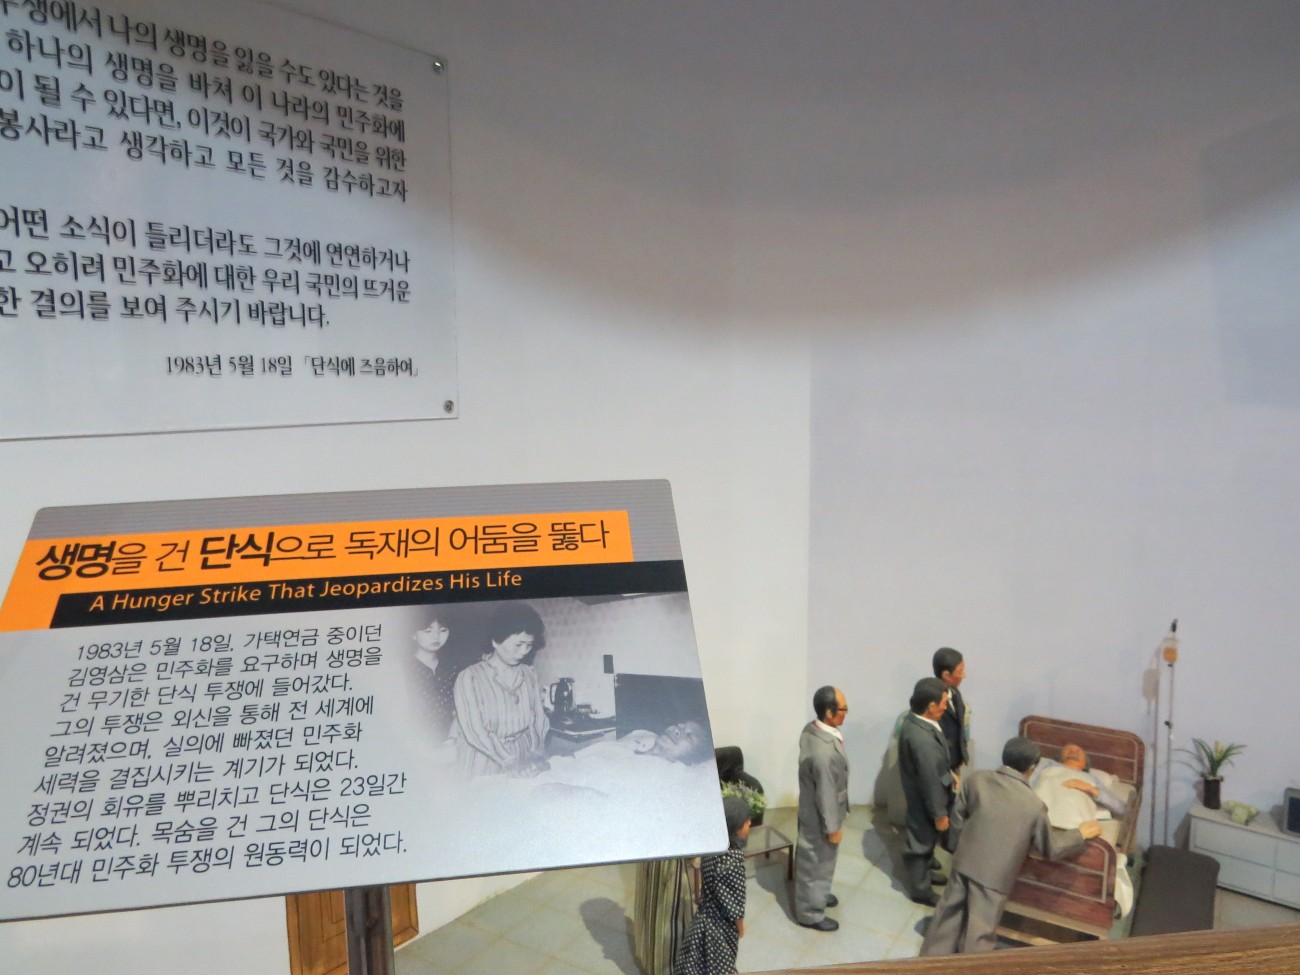 투쟁에서 나의 생명을 잃을 수도 있다는 것을
하나의 생명을 바쳐 이 나라의 민주화에
이 될 수 있다면, 이것이 국가와 국민을 위한
봉사라고 생각하고 모든 것을 감수하고자
어떤 소식이 들리더라도 그것에 연연하거나
고 오히려 민주화에 대한 우리 국민의 뜨거운
한 결의를 보여 주시기 바랍니다.
1983년 5월 18일 「단식에 즈음하여」
생명을 건 단식으로 독재의 어둠을 뚫다
A Hunger Strike That Jeopardizes His Life
1983년 5월 18일, 가택연금 중이던
김영삼은 민주화를 요구하며 생명을
건 무기한 단식 투쟁에 들어갔다.
그의 투쟁은 외신을 통해 전 세계에
알려졌으며, 실의에 빠졌던 민주화
세력을 결집시키는 계기가 되었다.
정권의 회유를 뿌리치고 단식은 23일간
계속 되었다. 목숨을 건 그의 단식은
80년대 민주화 투쟁의 원동력이 되었다.